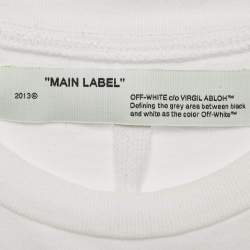 "MAIN LABEL"
2013©
OFF-WHITE c/o VIRGIL ABLOH™
Defining the grey area between black
and white as the color Off-White™